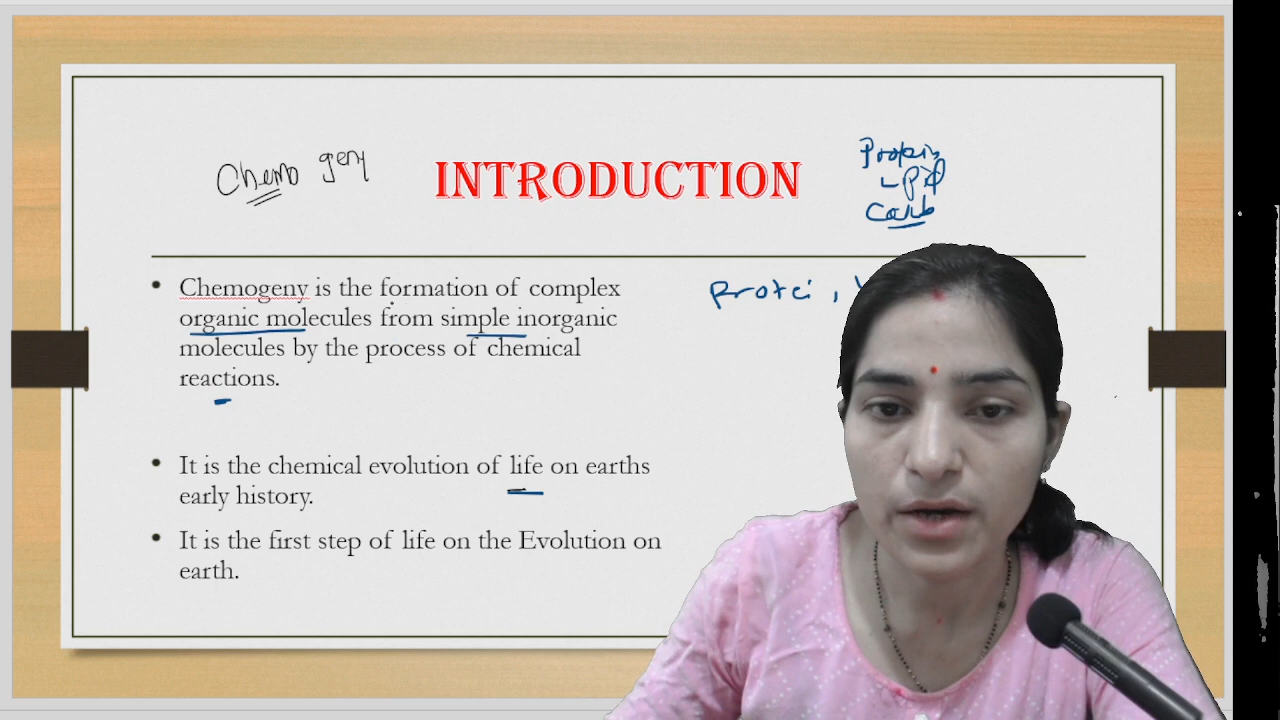 Chemo geny
INTRODUCTION
Protein
Lipid
Carb
Chemogeny is the formation of complex
organic molecules from simple inorganic
molecules by the process of chemical
reactions.
Protei,
It is the chemical evolution of life on earths
early history.
It is the first step of life on the Evolution on
earth.